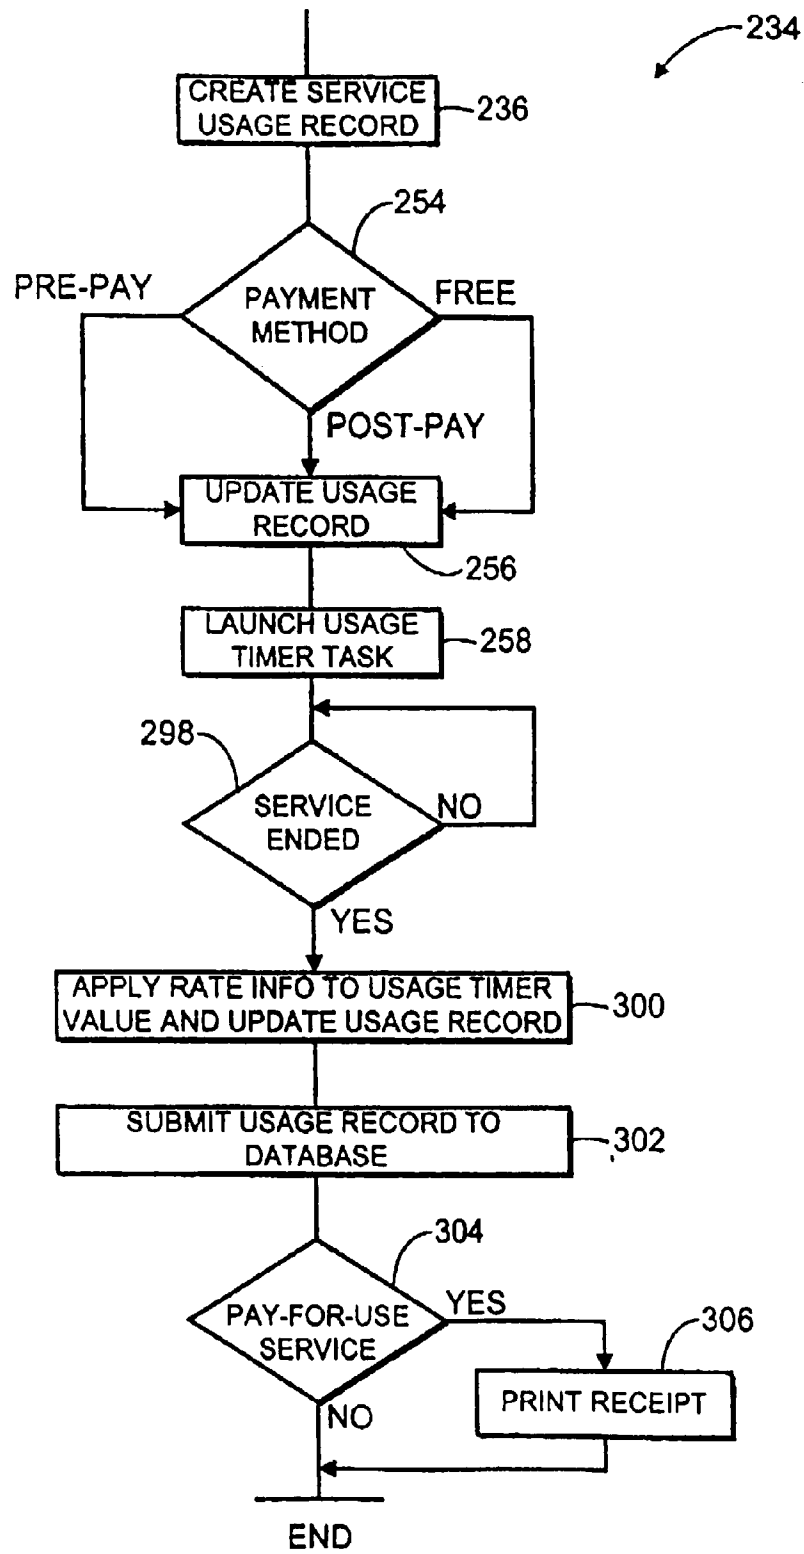 234
CREATE SERVICE
USAGE RECORD
236
254
PRE-PAY
PAYMENT
METHOD
FREE
POST-PAY
UPDATE USAGE
RECORD
256
LAUNCH USAGE
TIMER TASK
258
298
SERVICE
ENDED
NO
YES
APPLY RATE INFO TO USAGE TIMER
VALUE AND UPDATE USAGE RECORD
300
SUBMIT USAGE RECORD TO
DATABASE
302
304
PAY-FOR-USE
SERVICE
YES
306
PRINT RECEIPT
NO
END